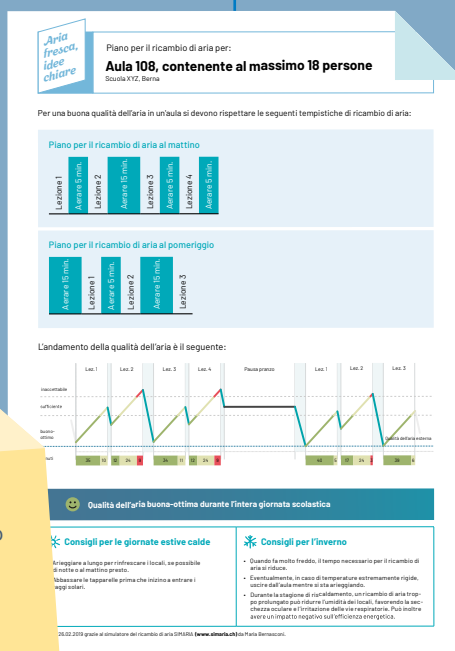 Aria
fresca,
idee
chiare
Piano per il ricambio di aria per:
Aula 108, contenente al massimo 18 persone
Scuola XYZ, Berna
Per una buona qualità dell'aria in un'aula si devono rispettare le seguenti tempistiche di ricambio di aria:
Piano per il ricambio di aria al mattino
Lezione 1
Aerare 5 min.
Lezione 2
Aerare 15 min.
Lezione 3
Aerare 5 min.
Lezione 4
Aerare 5 min.
Piano per il ricambio di aria al pomeriggio
Aerare 15 min.
Lezione 1
Aerare 5 min.
Lezione 2
Aerare 15 min.
Lezione 3
L'andamento della qualità dell'aria è il seguente:
Lez. 1 Lez. 2 Lez. 3 Lez. 4 Pausa pranzo Lez. 1 Lez. 2 Lez. 3
inaccettabile
sufficiente
buona-
ottima
Qualità dell'aria esterna
Qualità dell'aria buona-ottima durante l'intera giornata scolastica
Consigli per le giornate estive calde
Arieggiare a lungo per rinfrescare i locali, se possibile
di notte o al mattino presto.
Abbassare le tapparelle prima che inizino a entrare i
raggi solari.
Consigli per l'inverno
• Quando fa molto freddo, il tempo necessario per il ricambio di
aria si riduce.
• Eventualmente, in caso di temperature estremamente rigide,
uscire dall'aula mentre si sta arieggiando.
• Durante la stagione di riscaldamento, un ricambio di aria trop-
po prolungato può ridurre l'umidità dei locali, favorendo la sec-
chezza oculare e l'irritazione delle vie respiratorie. Può inoltre
avere un impatto negativo sull'efficienza energetica.
26.02.2019 grazie al simulatore del ricambio di aria SIMARIA (www.simaria.ch) da Maria Bernasconi.